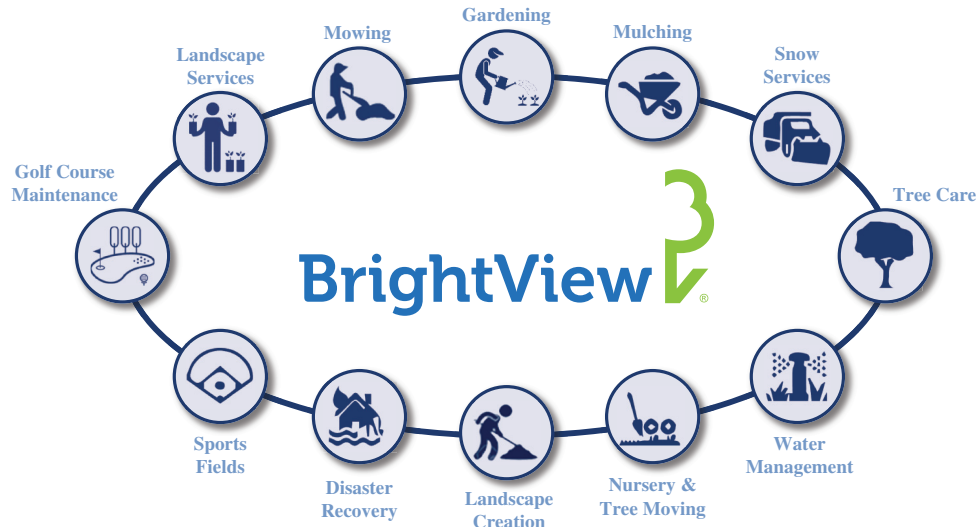 Gardening
Mowing
Mulching
Landscape
Services
Snow
Services
Golf Course
Maintenance
Tree Care
BrightView®
Sports
Fields
Water
Management
Disaster
Recovery
Nursery &
Tree Moving
Landscape
Creation